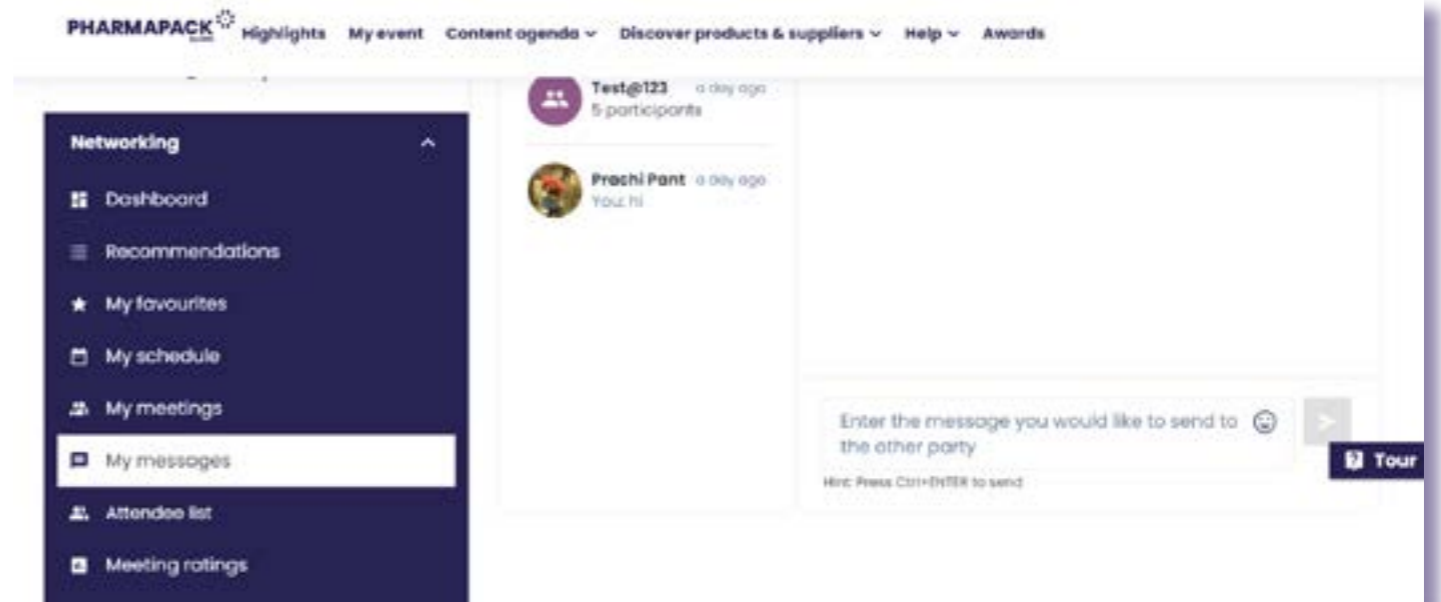 PHARMAPACK Highlights My event Content agenda Discover products & suppliers Help Awards
Networking
Dashboard
Recommendations
My favourites
My schedule
My meetings
My messages
Attendee list
Meeting ratings
Test@123 a day ago
5 participants
Prachi Pant a day ago
You: hi
Enter the message you would like to send to
the other party
Hint: Press Ctrl+ENTER to send
Tour